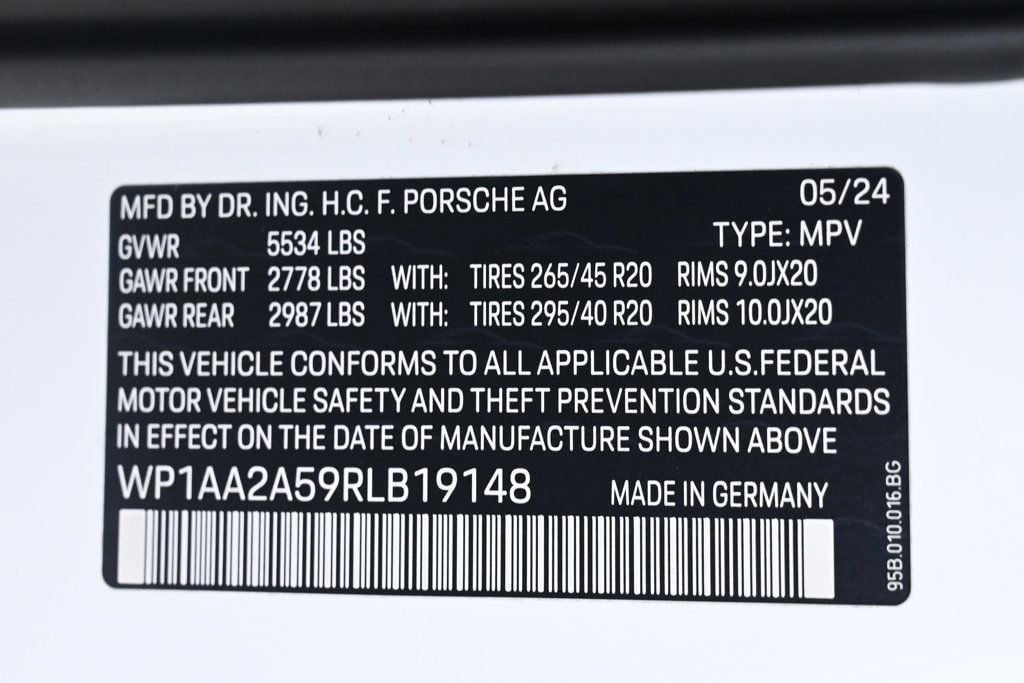 MFD BY DR. ING. H.C. F. PORSCHE AG 05/24
GVWR 5534 LBS TYPE: MPV
GAWR FRONT 2778 LBS WITH: TIRES 265/45 R20 RIMS 9.0JX20
GAWR REAR 2987 LBS WITH: TIRES 295/40 R20 RIMS 10.0JX20
THIS VEHICLE CONFORMS TO ALL APPLICABLE U.S.FEDERAL
MOTOR VEHICLE SAFETY AND THEFT PREVENTION STANDARDS
IN EFFECT ON THE DATE OF MANUFACTURE SHOWN ABOVE
WP1AA2A59RLB19148 MADE IN GERMANY
95B.010.016.BG